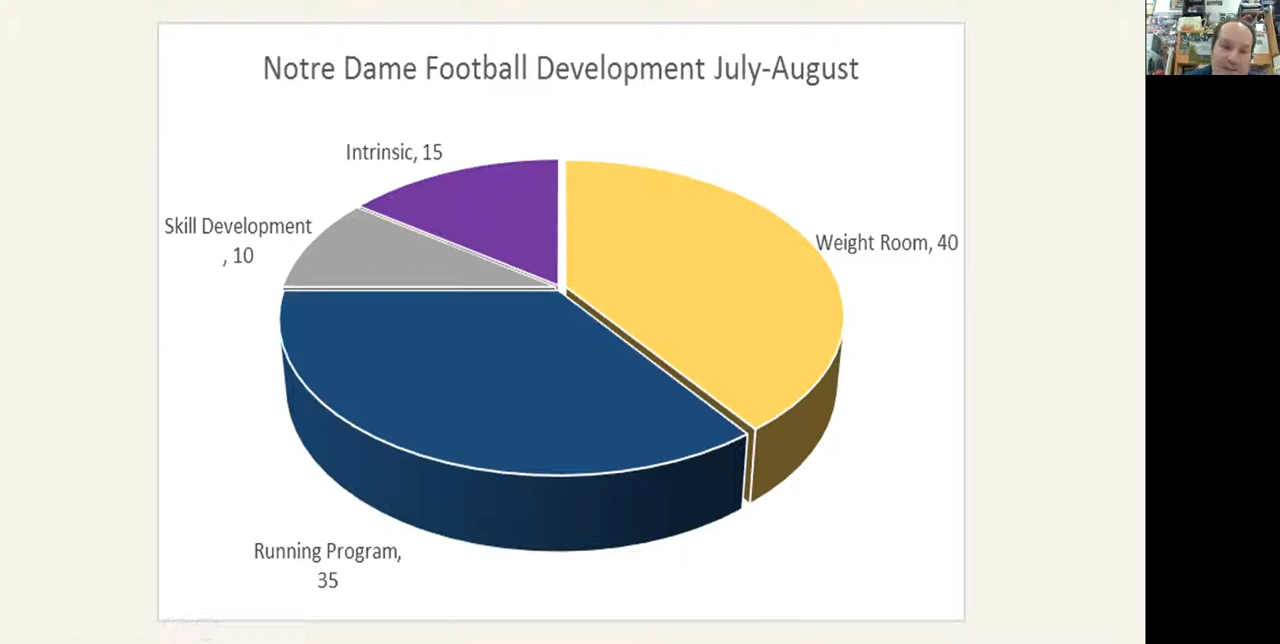 Notre Dame Football Development July-August
Intrinsic, 15
Skill Development
, 10
Weight Room, 40
Running Program,
35